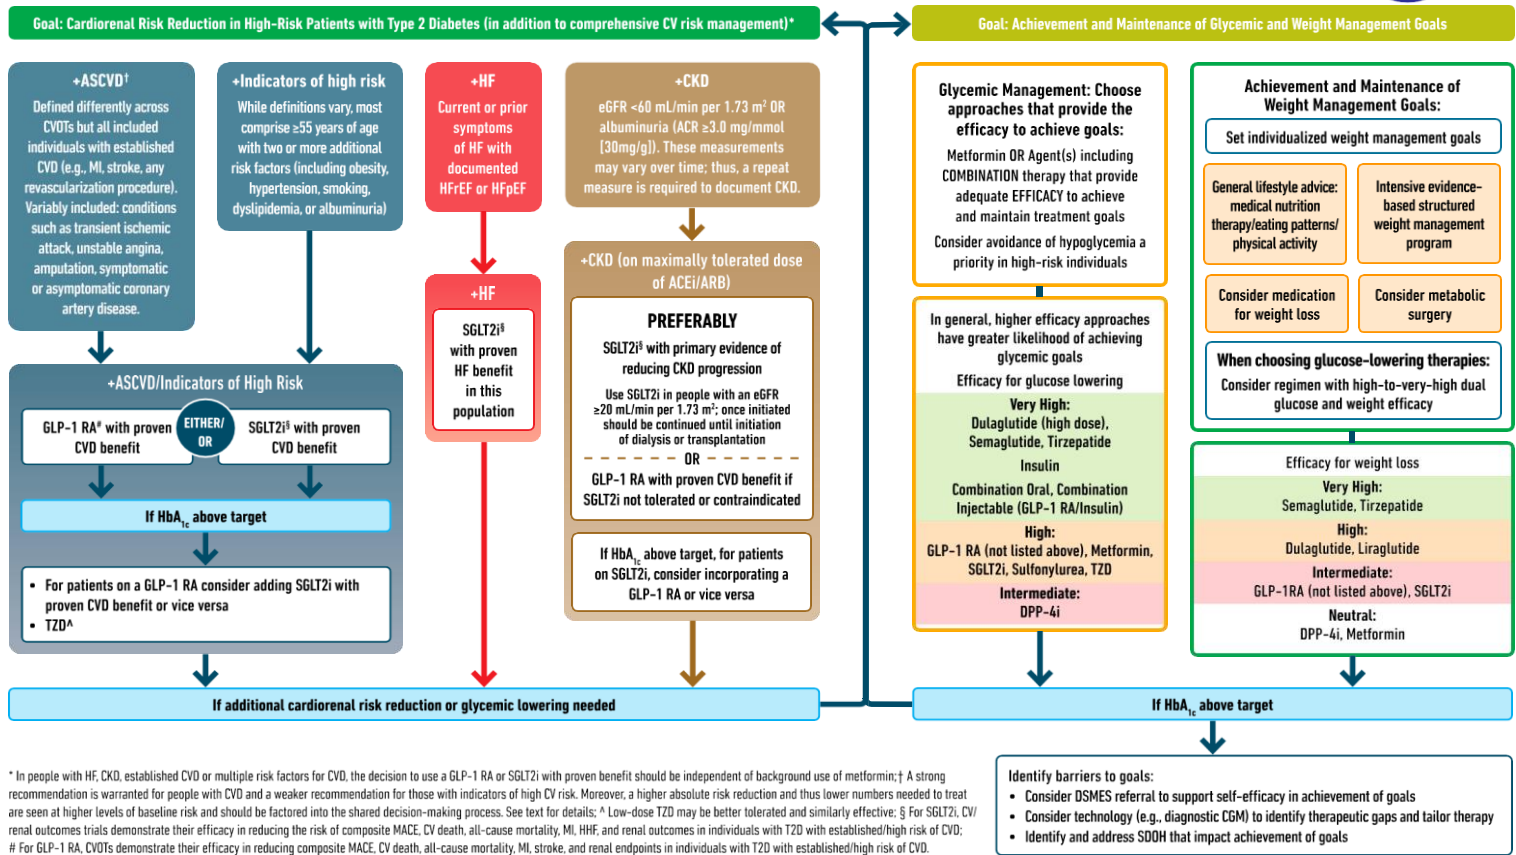 Goal: Cardiorenal Risk Reduction in High-Risk Patients with Type 2 Diabetes (in addition to comprehensive CV risk management)*
+ASCVD†
Defined differently across
CVOTs but all included
individuals with established
CVD (e.g., MI, stroke, any
revascularization procedure).
Variably included: conditions
such as transient ischemic
attack, unstable angina,
amputation, symptomatic
or asymptomatic coronary
artery disease.
+Indicators of high risk
While definitions vary, most
comprise ≥55 years of age
with two or more additional
risk factors (including obesity,
hypertension, smoking,
dyslipidemia, or albuminuria)
+ASCVD/Indicators of High Risk
GLP-1 RA# with proven
CVD benefit
EITHER/
OR
SGLT2i§ with proven
CVD benefit
If HbA1c above target
• For patients on a GLP-1 RA consider adding SGLT2i with
proven CVD benefit or vice versa
• TZD^
+HF
Current or prior
symptoms
of HF with
documented
HFrEF or HFpEF
+HF
SGLT2i§
with proven
HF benefit
in this
population
+CKD
eGFR <60 mL/min per 1.73 m² OR
albuminuria (ACR ≥3.0 mg/mmol
[30mg/g]). These measurements
may vary over time; thus, a repeat
measure is required to document CKD.
+CKD (on maximally tolerated dose
of ACEi/ARB)
PREFERABLY
SGLT2i§ with primary evidence of
reducing CKD progression
Use SGLT2i in people with an eGFR
≥20 mL/min per 1.73 m²; once initiated
should be continued until initiation
of dialysis or transplantation
OR
GLP-1 RA with proven CVD benefit if
SGLT2i not tolerated or contraindicated
If HbA1c above target, for patients
on SGLT2i, consider incorporating a
GLP-1 RA or vice versa
If additional cardiorenal risk reduction or glycemic lowering needed
Goal: Achievement and Maintenance of Glycemic and Weight Management Goals
Glycemic Management: Choose
approaches that provide the
efficacy to achieve goals:
Metformin OR Agent(s) including
COMBINATION therapy that provide
adequate EFFICACY to achieve
and maintain treatment goals
Consider avoidance of hypoglycemia a
priority in high-risk individuals
In general, higher efficacy approaches
have greater likelihood of achieving
glycemic goals
Efficacy for glucose lowering
Very High:
Dulaglutide (high dose),
Semaglutide, Tirzepatide
Insulin
Combination Oral, Combination
Injectable (GLP-1 RA/Insulin)
High:
GLP-1 RA (not listed above), Metformin,
SGLT2i, Sulfonylurea, TZD
Intermediate:
DPP-4i
Achievement and Maintenance of
Weight Management Goals:
Set individualized weight management goals
General lifestyle advice:
medical nutrition
therapy/eating patterns/
physical activity
Intensive evidence-
based structured
weight management
program
Consider medication
for weight loss
Consider metabolic
surgery
When choosing glucose-lowering therapies:
Consider regimen with high-to-very-high dual
glucose and weight efficacy
Efficacy for weight loss
Very High:
Semaglutide, Tirzepatide
High:
Dulaglutide, Liraglutide
Intermediate:
GLP-1RA (not listed above), SGLT2i
Neutral:
DPP-4i, Metformin
If HbA1c above target
Identify barriers to goals:
• Consider DSMES referral to support self-efficacy in achievement of goals
• Consider technology (e.g., diagnostic CGM) to identify therapeutic gaps and tailor therapy
• Identify and address SDOH that impact achievement of goals
* In people with HF, CKD, established CVD or multiple risk factors for CVD, the decision to use a GLP-1 RA or SGLT2i with proven benefit should be independent of background use of metformin;† A strong
recommendation is warranted for people with CVD and a weaker recommendation for those with indicators of high CV risk. Moreover, a higher absolute risk reduction and thus lower numbers needed to treat
are seen at higher levels of baseline risk and should be factored into the shared decision-making process. See text for details; ^ Low-dose TZD may be better tolerated and similarly effective; § For SGLT2i, CV/
renal outcomes trials demonstrate their efficacy in reducing the risk of composite MACE, CV death, all-cause mortality, MI, HHF, and renal outcomes in individuals with T2D with established/high risk of CVD;
# For GLP-1 RA, CVOTs demonstrate their efficacy in reducing composite MACE, CV death, all-cause mortality, MI, stroke, and renal endpoints in individuals with T2D with established/high risk of CVD.